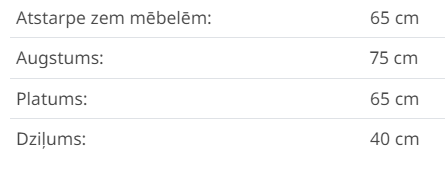 Atstarpe zem mēbelēm: 65 cm
Augstums: 75 cm
Platums: 65 cm
Dziļums: 40 cm